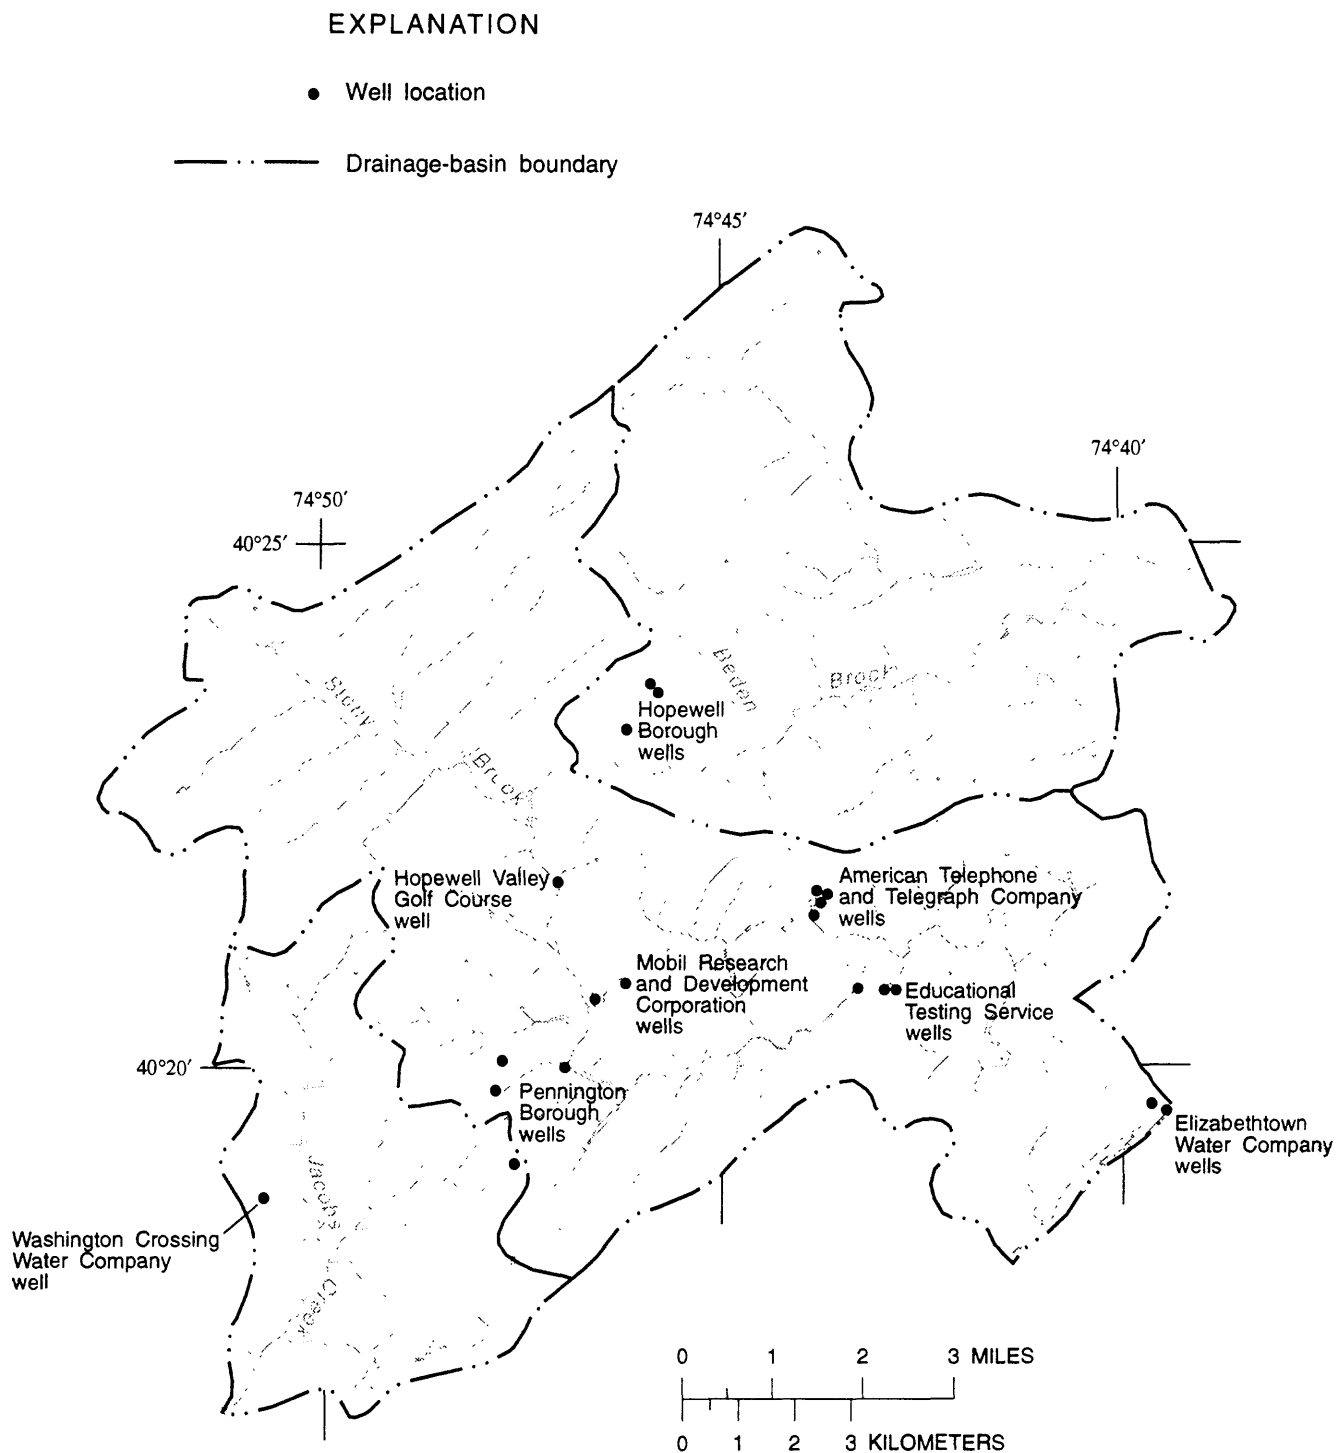 EXPLANATION
Well location
Drainage-basin boundary
74°45′
74°40′
74°50′
40°25′
Stony
Brook
Beden
Brook
Hopewell
Borough
wells
Hopewell Valley
Golf Course
well
American Telephone
and Telegraph Company
wells
Mobil Research
and Development
Corporation
wells
Educational
Testing Service
wells
40°20′
Pennington
Borough
wells
Elizabethtown
Water Company
wells
Jacobs
Creek
Washington Crossing
Water Company
well
0 1 2 3 MILES
0 1 2 3 KILOMETERS